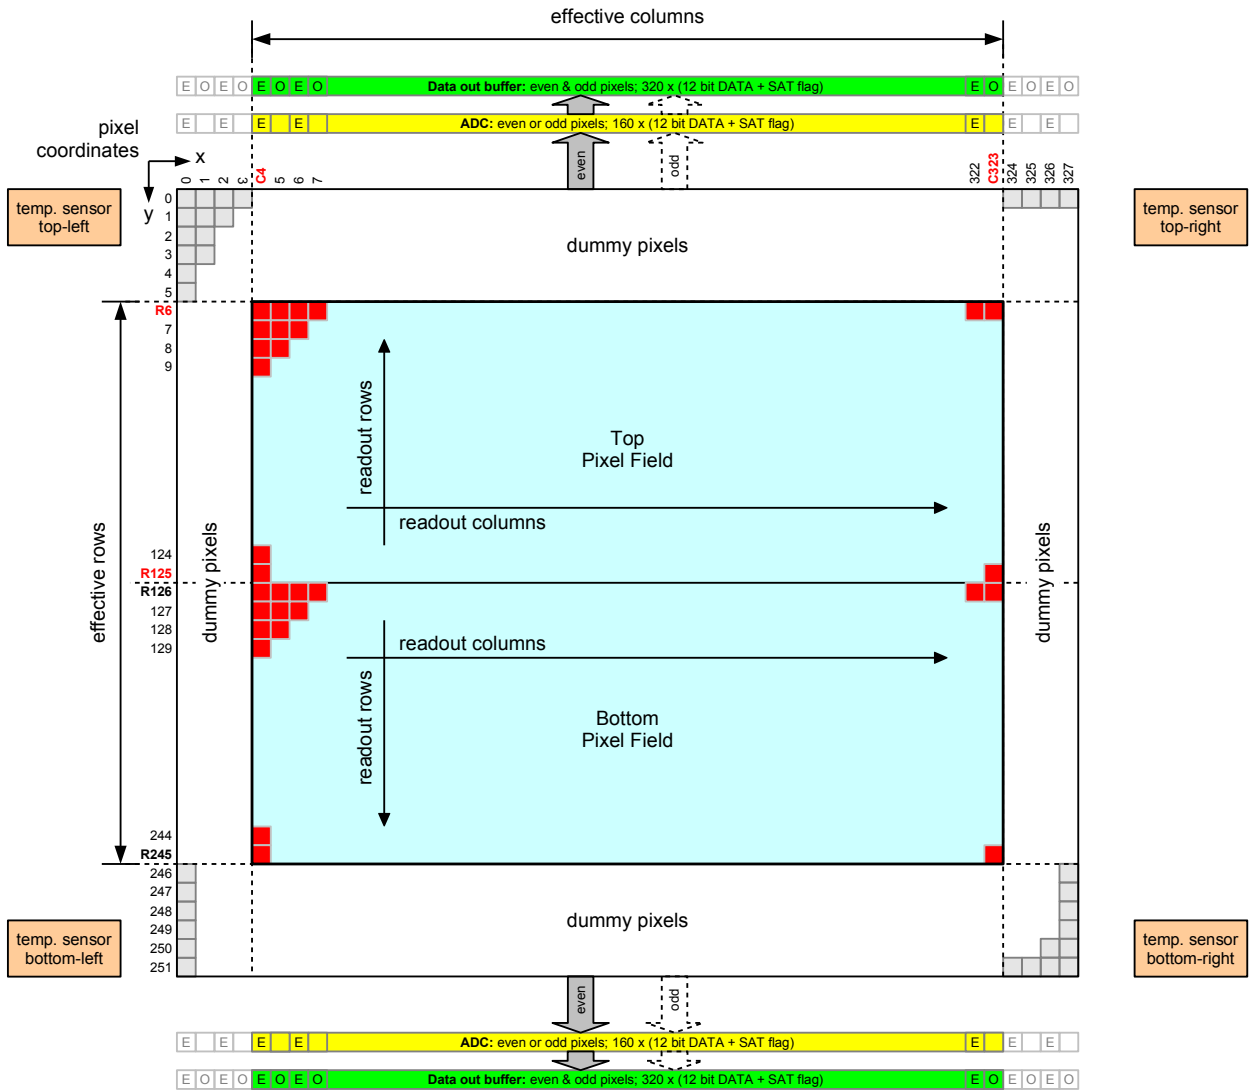 effective columns
E O E O E O E O Data out buffer: even & odd pixels; 320 x (12 bit DATA + SAT flag) E O E O E O
E E E E ADC: even or odd pixels; 160 x (12 bit DATA + SAT flag) E E E
pixel
coordinates
x
y
even
odd
0 1 2 3 C4 5 6 7 322 C323 324 325 326 327
temp. sensor
top-left
temp. sensor
top-right
0
1
2
3
4
5
dummy pixels
R6
7
8
9
readout rows
Top
Pixel Field
readout columns
effective rows
dummy pixels
dummy pixels
124
R125
R126
127
128
129
readout columns
readout rows
Bottom
Pixel Field
244
R245
246
247
248
249
250
251
dummy pixels
temp. sensor
bottom-left
temp. sensor
bottom-right
even
odd
E E E E ADC: even or odd pixels; 160 x (12 bit DATA + SAT flag) E E E
E O E O E O E O Data out buffer: even & odd pixels; 320 x (12 bit DATA + SAT flag) E O E O E O